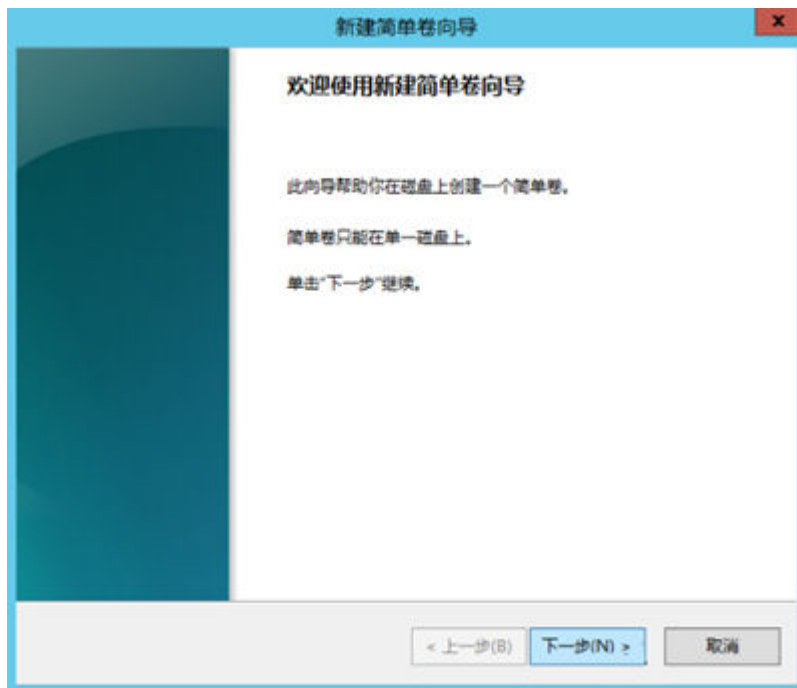 新建简单卷向导
x
欢迎使用新建简单卷向导
此向导帮助你在磁盘上创建一个简单卷。
简单卷只能在单一磁盘上。
单击"下一步"继续。
< 上一步(B)
下一步(N) >
取消